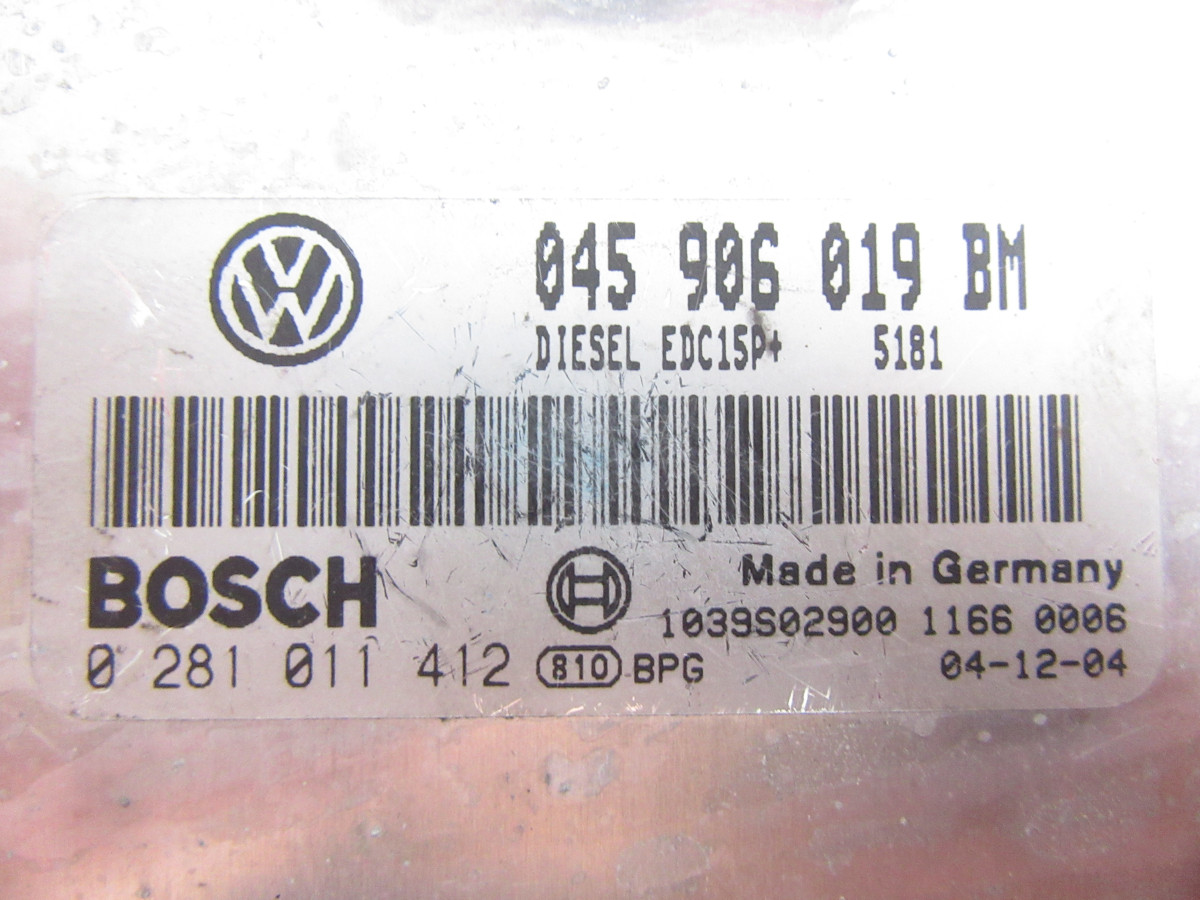 045 906 019 BM
DIESEL EDC15P+ 5181
BOSCH
Made in Germany
1039S02900 1166 0006
0 281 011 412 810 BPG 04-12-04